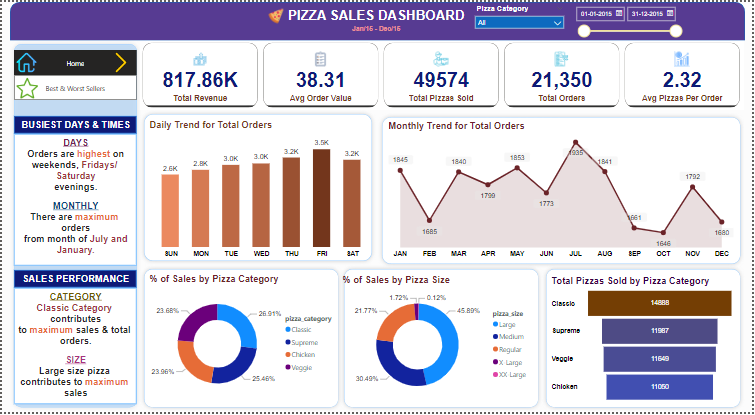 PIZZA SALES DASHBOARD
Jan/15 - Dec/15
Pizza Category
All
01-01-2015
31-12-2015
Home
Best & Worst Sellers
817.86K
Total Revenue
38.31
Avg Order Value
49574
Total Pizzas Sold
21,350
Total Orders
2.32
Avg Pizzas Per Order
BUSIEST DAYS & TIMES
DAYS
Orders are highest on
weekends, Fridays/
Saturday
evenings.
MONTHLY
There are maximum
orders
from month of July and
January.
SALES PERFORMANCE
CATEGORY
Classic Category
contributes
to maximum sales & total
orders.
SIZE
Large size pizza
contributes to maximum
sales
Daily Trend for Total Orders
2.6K
2.8K
3.0K
3.0K
3.2K
3.5K
3.2K
SUN MON TUE WED THU FRI SAT
Monthly Trend for Total Orders
1845
1685
1840
1799
1853
1773
1935
1841
1661
1646
1792
1680
JAN FEB MAR APR MAY JUN JUL AUG SEP OCT NOV DEC
% of Sales by Pizza Category
23.68%
26.91%
23.96%
25.46%
pizza_category
Classic
Supreme
Chicken
Veggie
% of Sales by Pizza Size
1.72%
0.12%
21.77%
45.89%
30.49%
pizza_size
Large
Medium
Regular
X- Large
XX- Large
Total Pizzas Sold by Pizza Category
Classic 14888
Supreme 11987
Veggie 11649
Chicken 11050